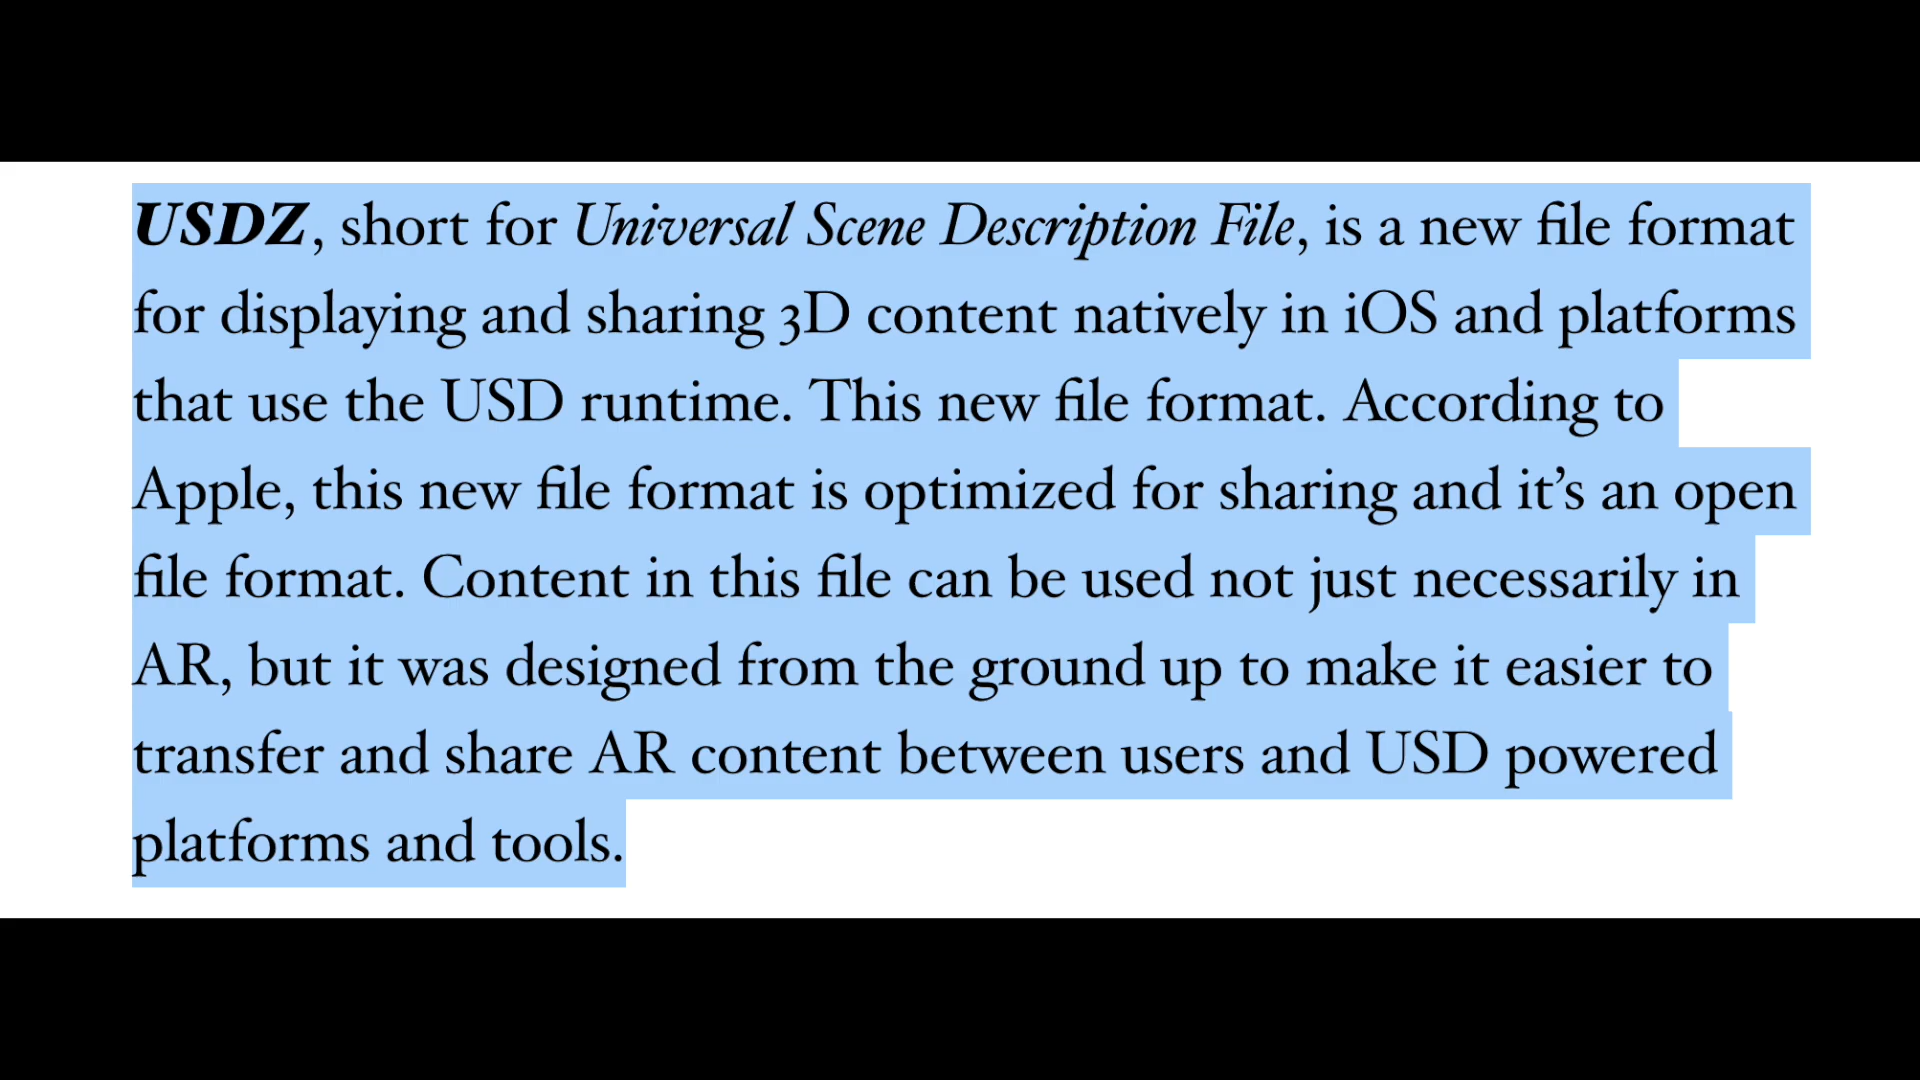 USDZ, short for Universal Scene Description File, is a new file format
for displaying and sharing 3D content natively in iOS and platforms
that use the USD runtime. This new file format. According to
Apple, this new file format is optimized for sharing and it’s an open
file format. Content in this file can be used not just necessarily in
AR, but it was designed from the ground up to make it easier to
transfer and share AR content between users and USD powered
platforms and tools.